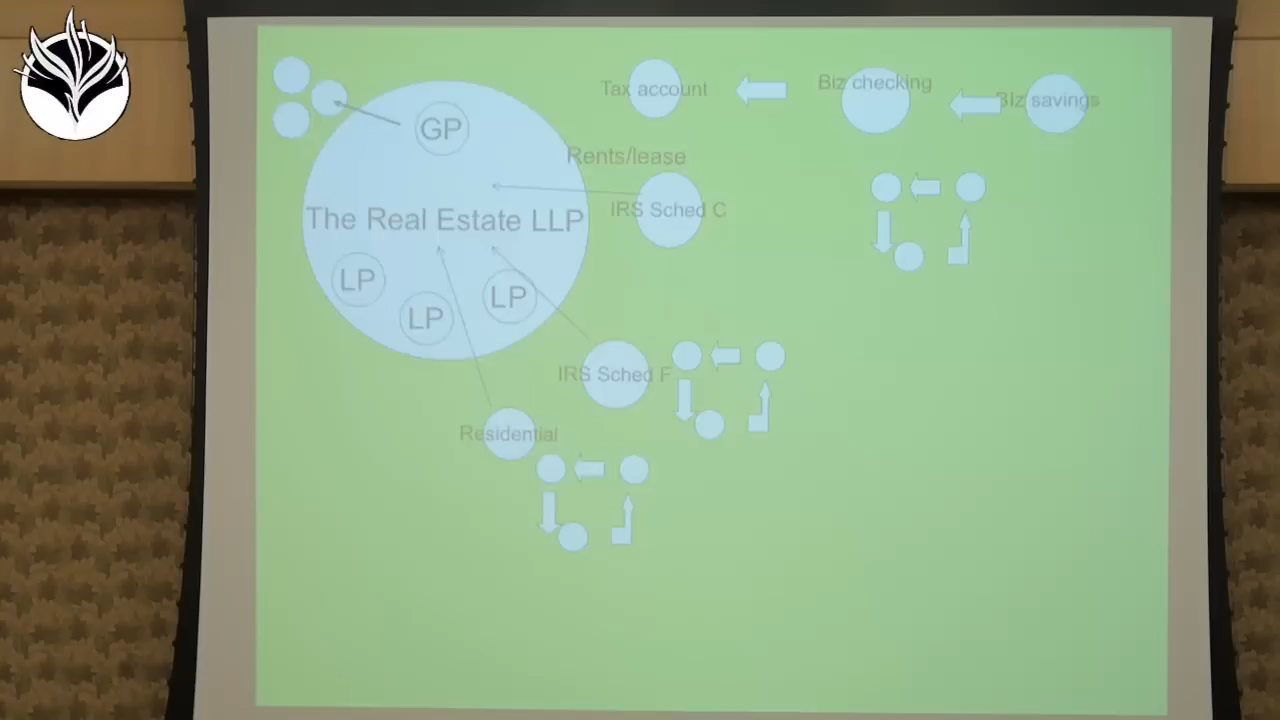 Tax account
Biz checking
Biz savings
GP
Rents/lease
The Real Estate LLP
IRS Sched C
LP
LP
LP
IRS Sched F
Residential